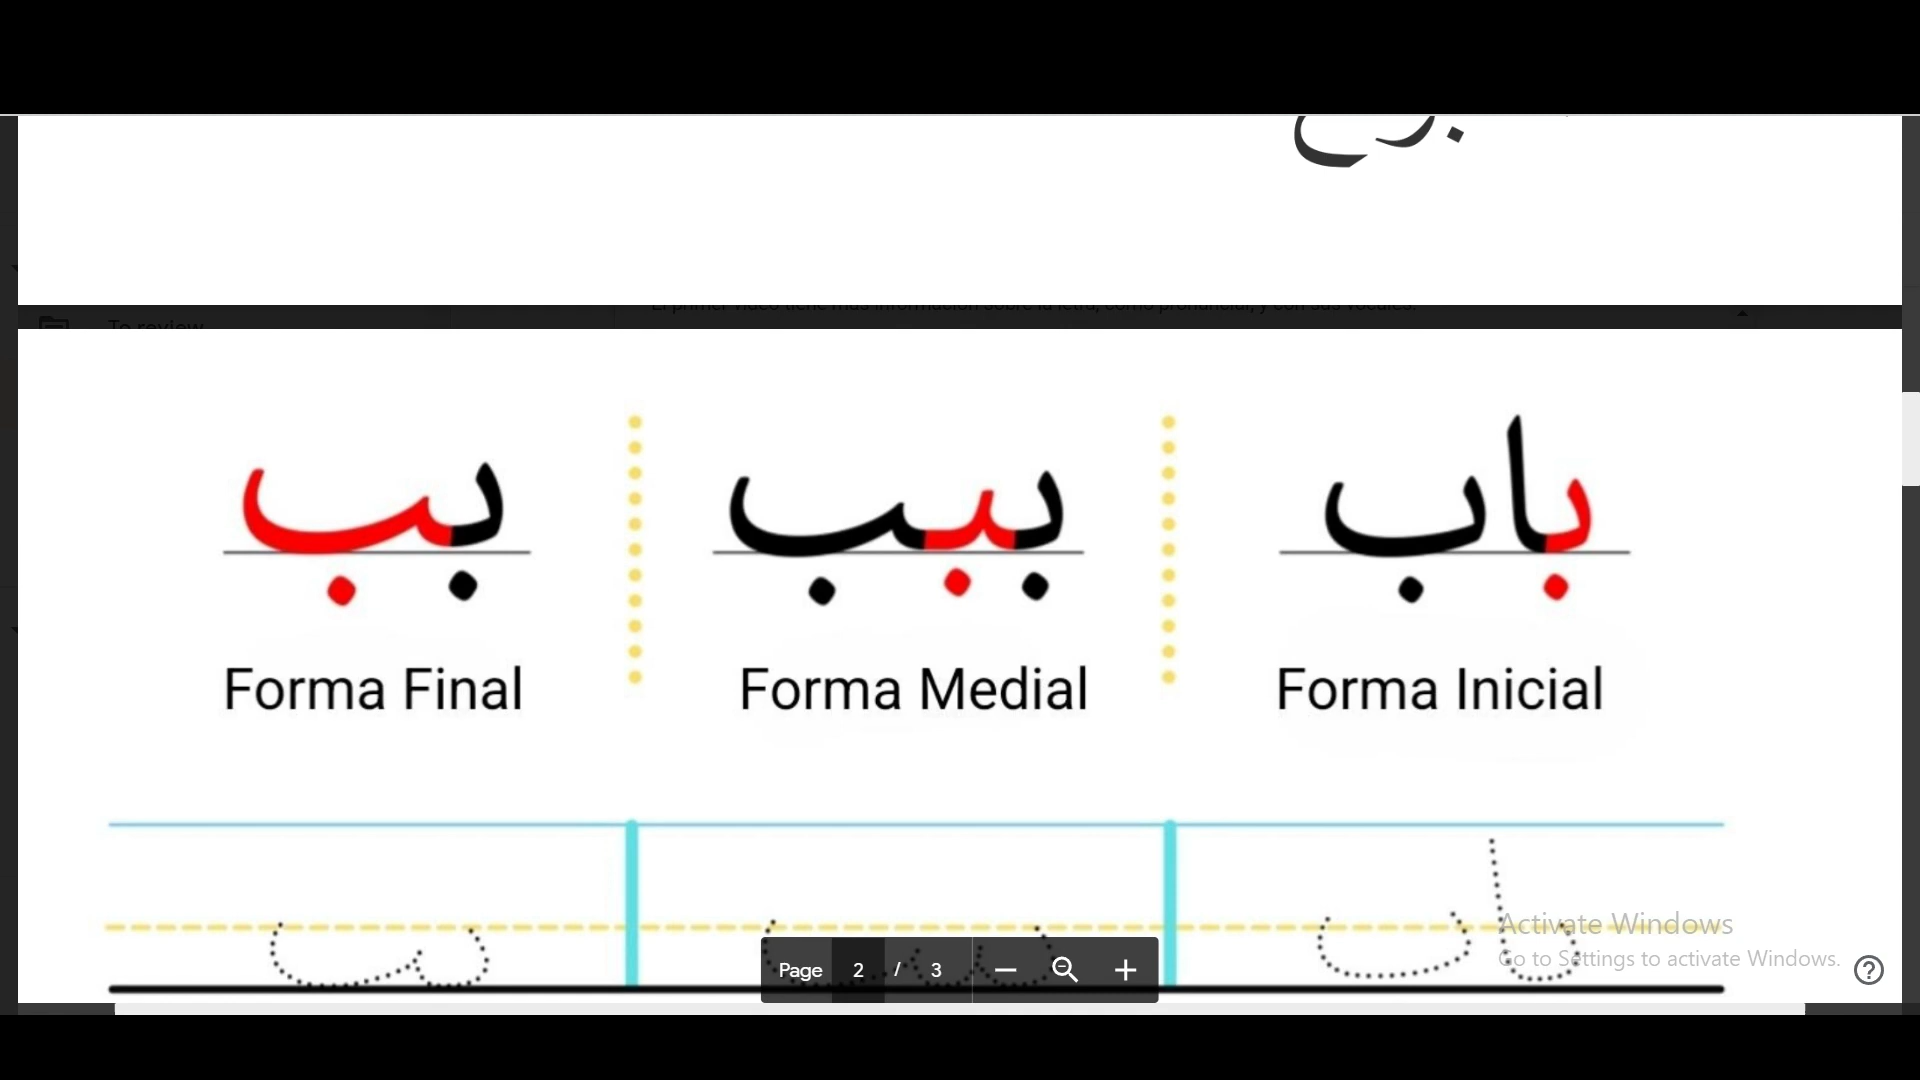 باب ببب بب
Forma Final Forma Medial Forma Inicial
Page 2 / 3
Activate Windows
Go to Settings to activate Windows.